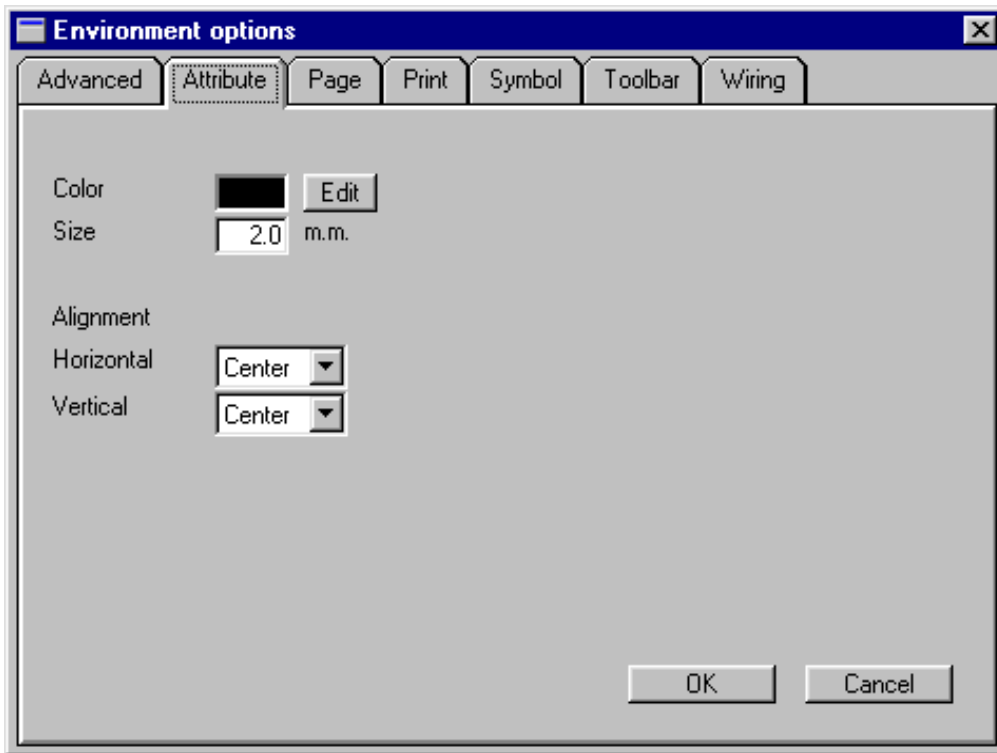 Environment options
Advanced Attribute Page Print Symbol Toolbar Wiring
Color Edit
Size 2.0 m.m.
Alignment
Horizontal Center
Vertical Center
OK Cancel